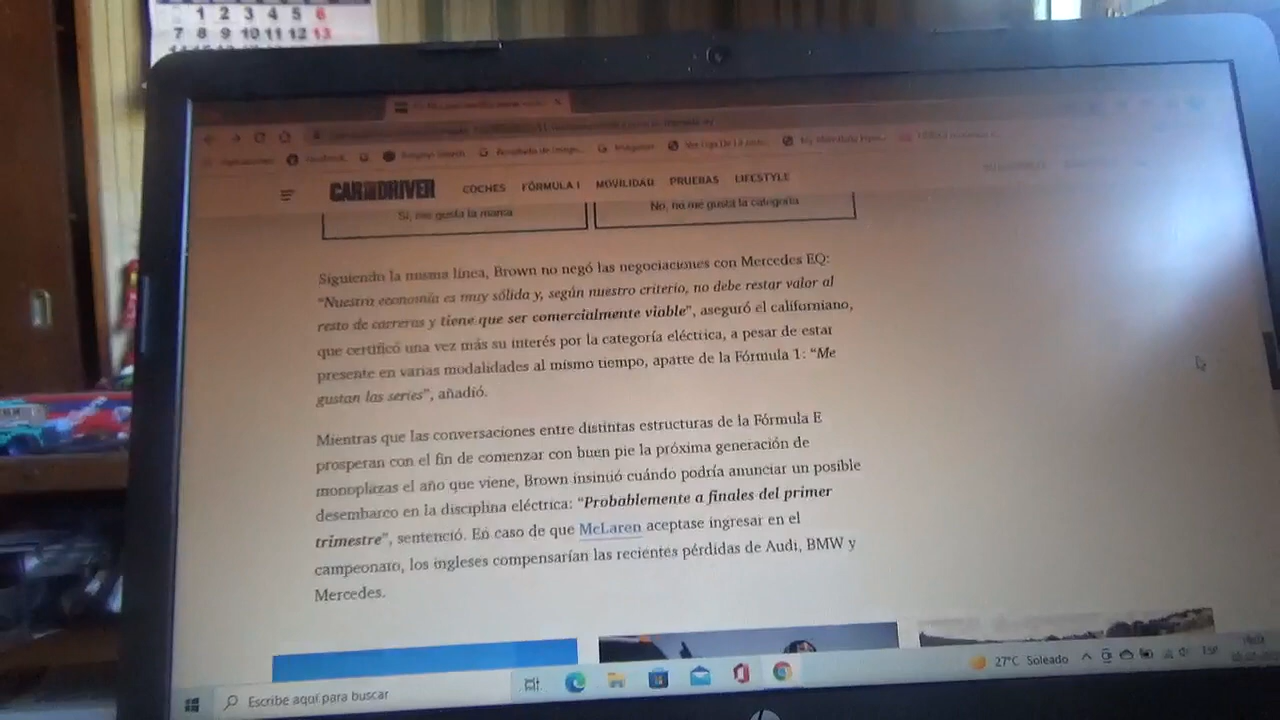 1 2 3 4 5 6
7 8 9 10 11 12 13
CAR AND DRIVER COCHES FÓRMULA 1 MOVILIDAD PRUEBAS LIFESTYLE
Sí, me gusta la marca No, no me gusta la categoría
Siguiendo la misma línea, Brown no negó las negociaciones con Mercedes EQ:
“Nuestra economía es muy sólida y, según nuestro criterio, no debe restar valor al
resto de carreras y tiene que ser comercialmente viable”, aseguró el californiano,
que certificó una vez más su interés por la categoría eléctrica, a pesar de estar
presente en varias modalidades al mismo tiempo, aparte de la Fórmula 1: “Me
gustan las series”, añadió.
Mientras que las conversaciones entre distintas estructuras de la Fórmula E
prosperan con el fin de comenzar con buen pie la próxima generación de
monoplazas el año que viene, Brown insinuó cuándo podría anunciar un posible
desembarco en la disciplina eléctrica: “Probablemente a finales del primer
trimestre”, sentenció. En caso de que McLaren aceptase ingresar en el
campeonato, los ingleses compensarían las recientes pérdidas de Audi, BMW y
Mercedes.
Escribe aquí para buscar 27°C Soleado ESP
hp